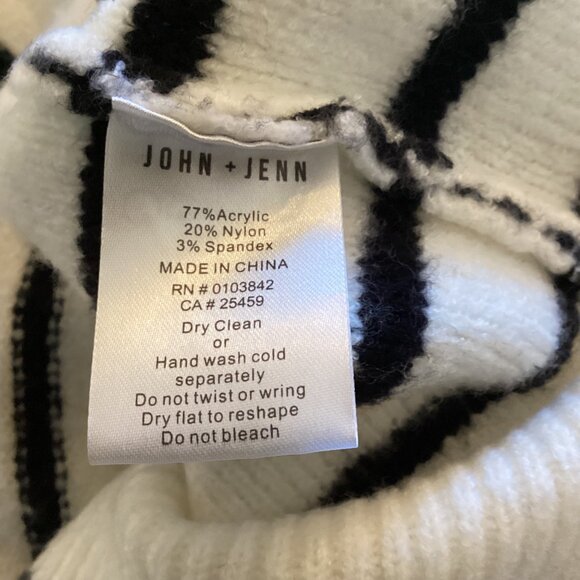 JOHN + JENN
77%Acrylic
20% Nylon
3% Spandex
MADE IN CHINA
RN # 0103842
CA # 25459
Dry Clean
or
Hand wash cold
separately
Do not twist or wring
Dry flat to reshape
Do not bleach